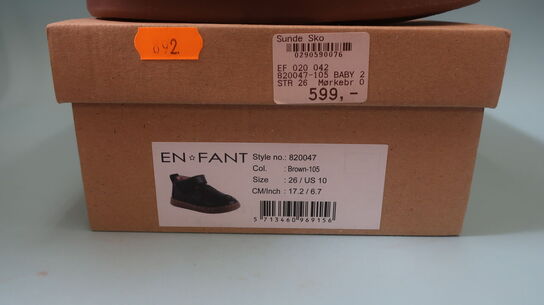 042
Sunde Sko
0290590076
EF 020 042
820047-105 BABY 2
STR 26 Mørkebr 0
599,-
EN☆FANT
Style no.: 820047
Col. : Brown-105
Size : 26 / US 10
CM/Inch : 17.2 / 6.7
5 713460 969156